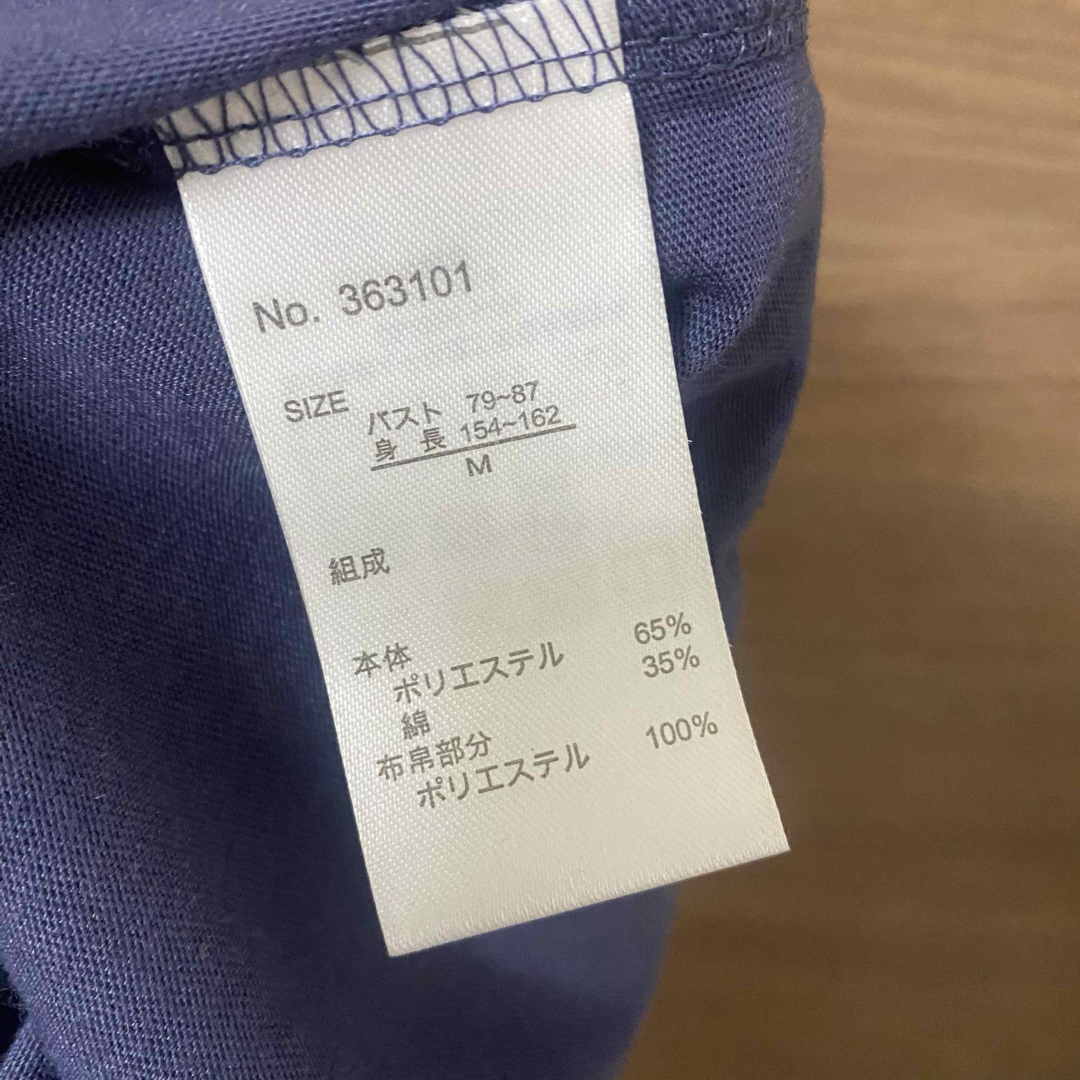 No. 363101
SIZE バスト 79~87
身 長 154~162
M
組成
本体
ポリエステル 65%
綿 35%
布帛部分
ポリエステル 100%